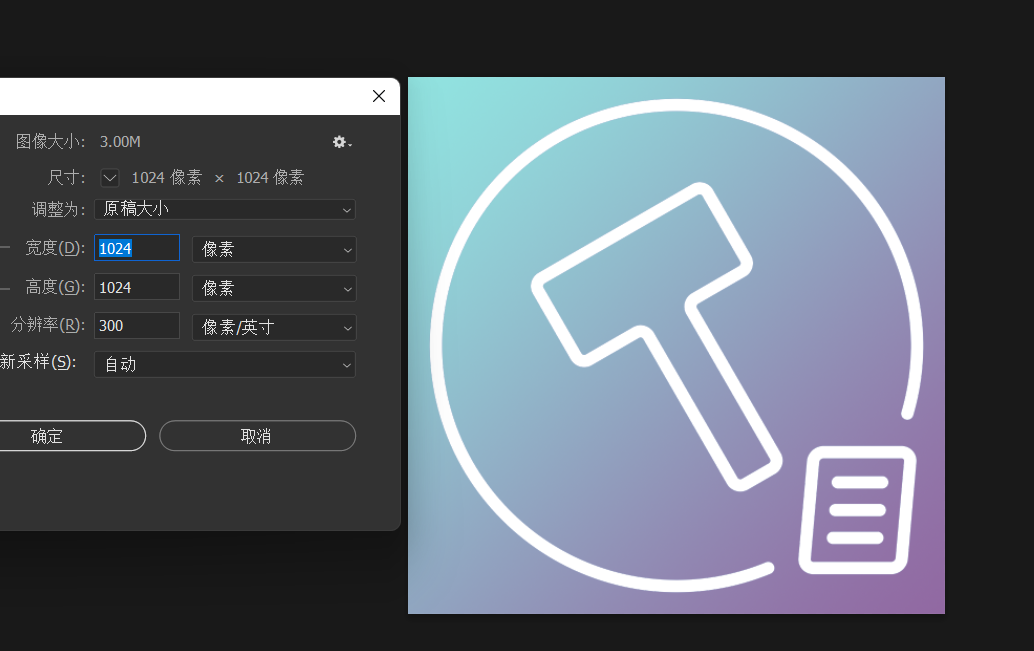 图像大小: 3.00M
尺寸: 1024 像素 × 1024 像素
调整为: 原稿大小
宽度(D): 1024 像素
高度(G): 1024 像素
分辨率(R): 300 像素/英寸
新采样(S): 自动
确定 取消